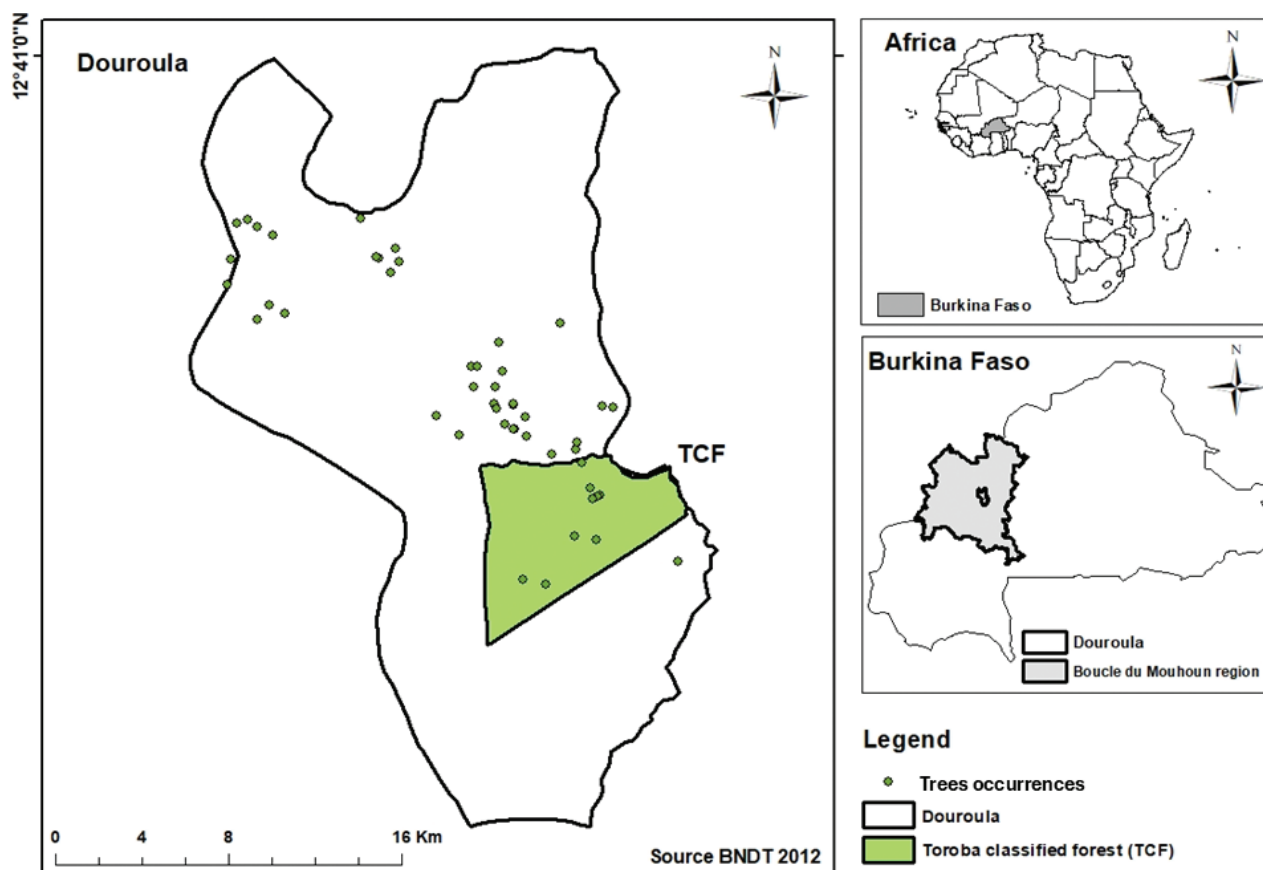 12°41'0"N
Douroula
N
TCF
0 4 8 16 Km
Source BNDT 2012
Africa
N
Burkina Faso
Burkina Faso
N
Douroula
Boucle du Mouhoun region
Legend
Trees occurrences
Douroula
Toroba classified forest (TCF)